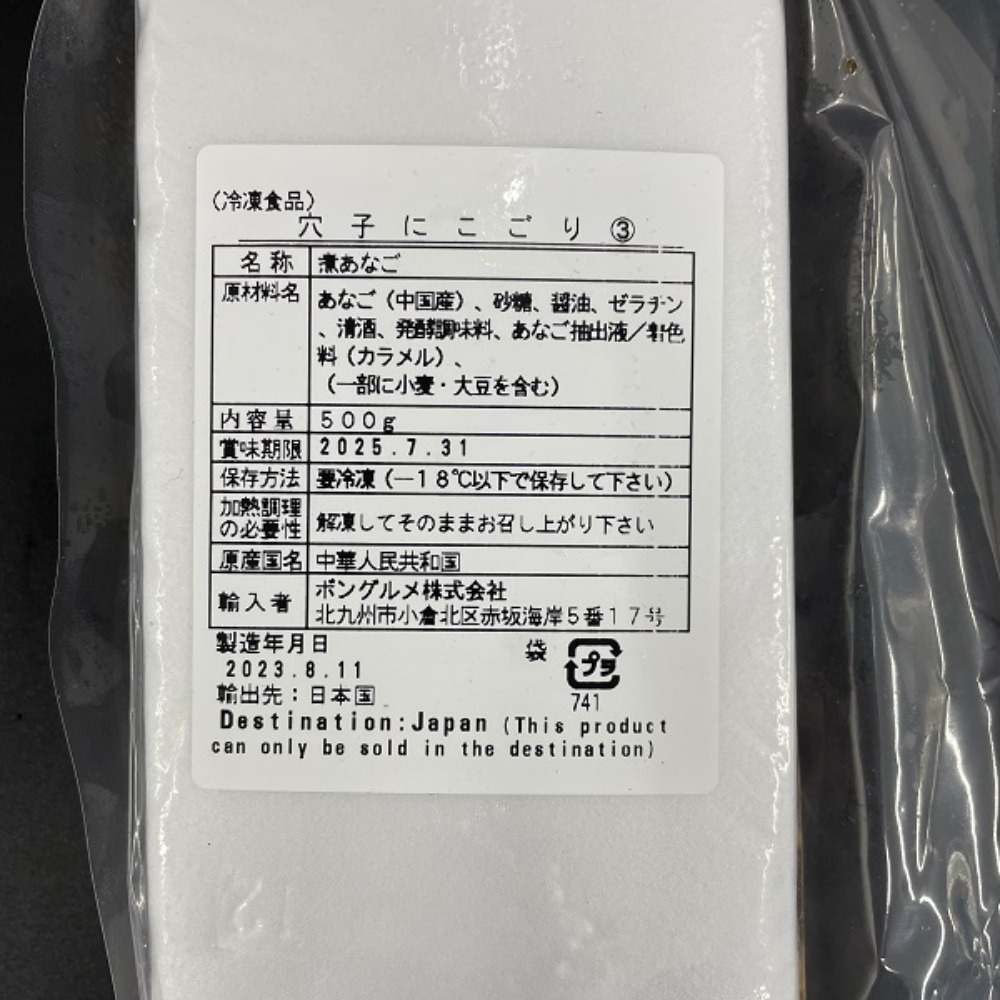 (冷凍食品)
穴子にこごり③
名称 煮あなご
原材料名 あなご(中国産)、砂糖、醤油、ゼラチン
、清酒、発酵調味料、あなご抽出液/着色
料(カラメル)、
(一部に小麦・大豆を含む)
内容量 500g
賞味期限 2025.7.31
保存方法 要冷凍(-18℃以下で保存して下さい)
加熱調理
の必要性 解凍してそのままお召し上がり下さい
原産国名 中華人民共和国
輸入者 ボングルメ株式会社
北九州市小倉北区赤坂海岸5番17号
製造年月日
2023.8.11
袋 プラ
741
輸出先:日本国
Destination:Japan (This product
can only be sold in the destination)